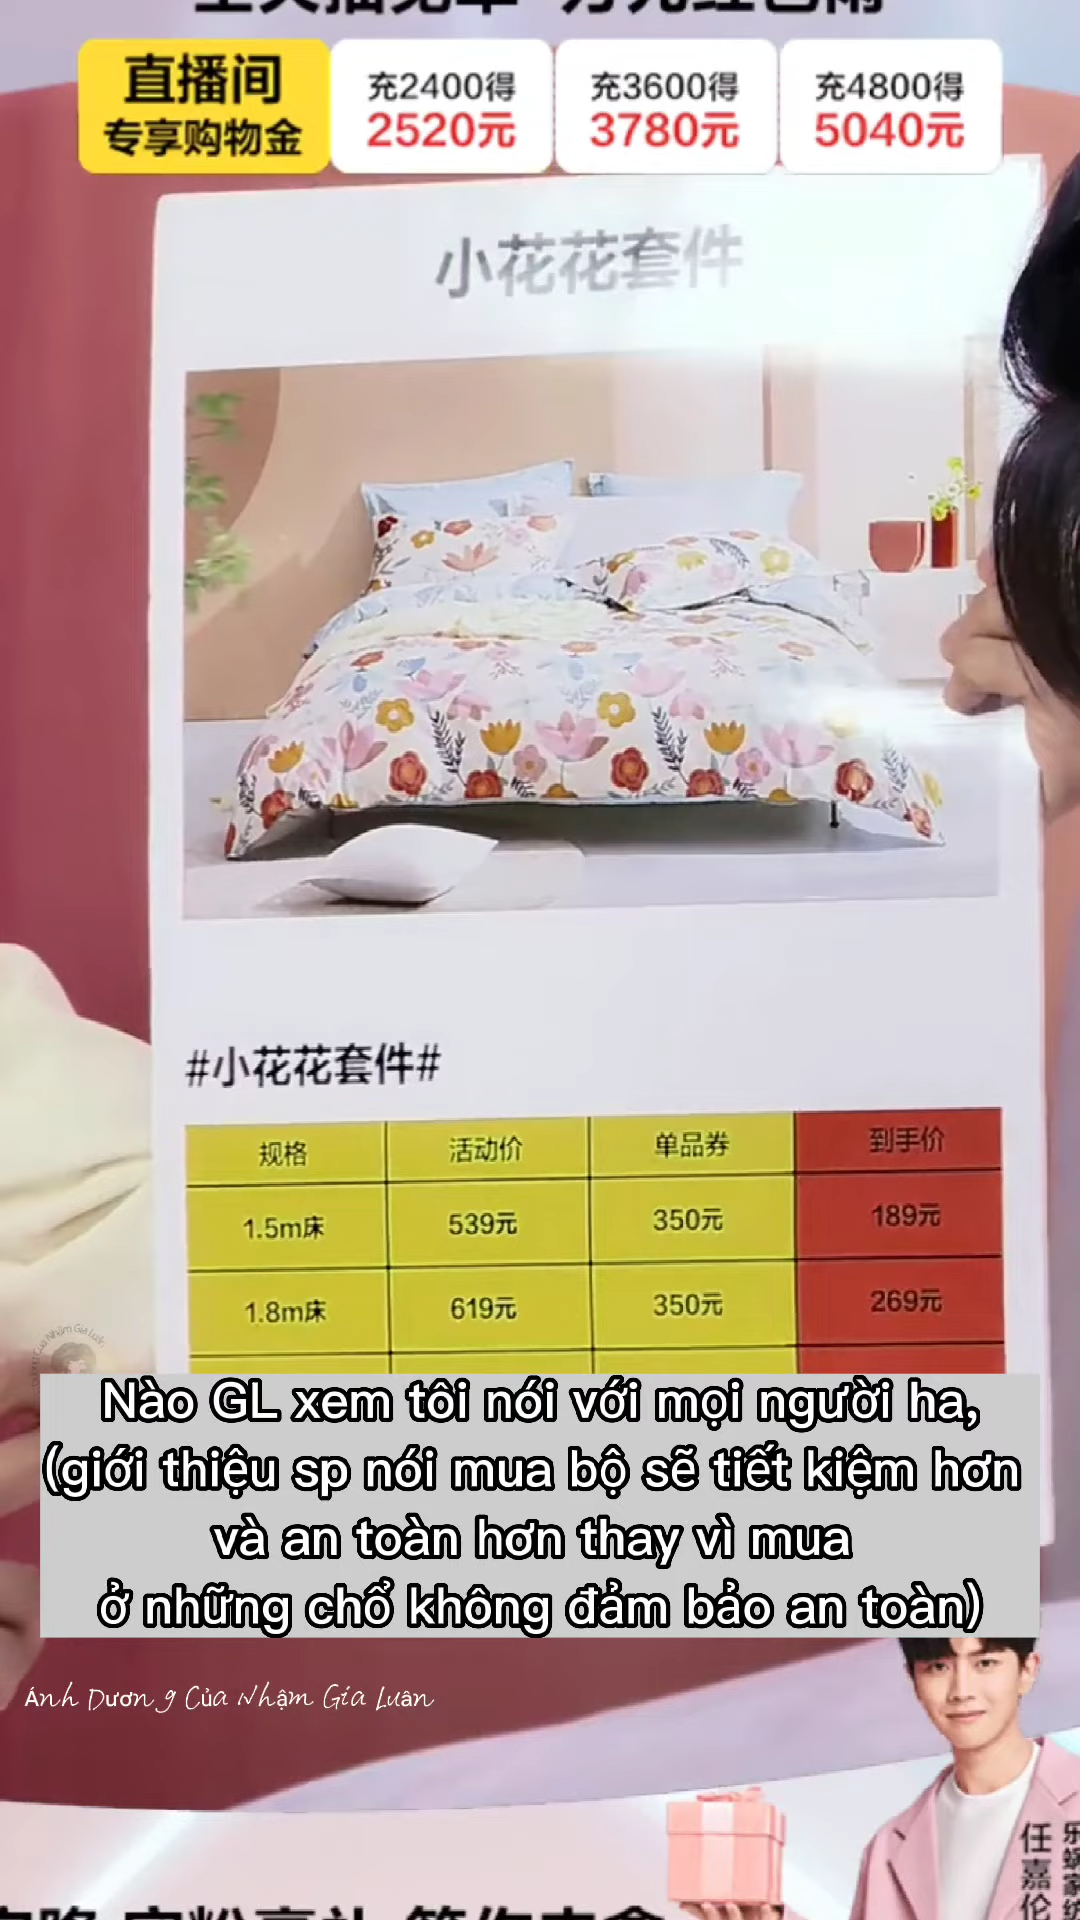 直播间
专享购物金
充2400得
2520元
充3600得
3780元
充4800得
5040元
小花花套件
#小花花套件#
规格 活动价 单品券 到手价
1.5m床 539元 350元 189元
1.8m床 619元 350元 269元
Nào GL xem tôi nói với mọi người ha,
(giới thiệu sp nói mua bộ sẽ tiết kiệm hơn
và an toàn hơn thay vì mua
ở những chổ không đảm bảo an toàn)
Ánh Dương Của Nhậm Gia Luân
任嘉伦
乐蜗家纺